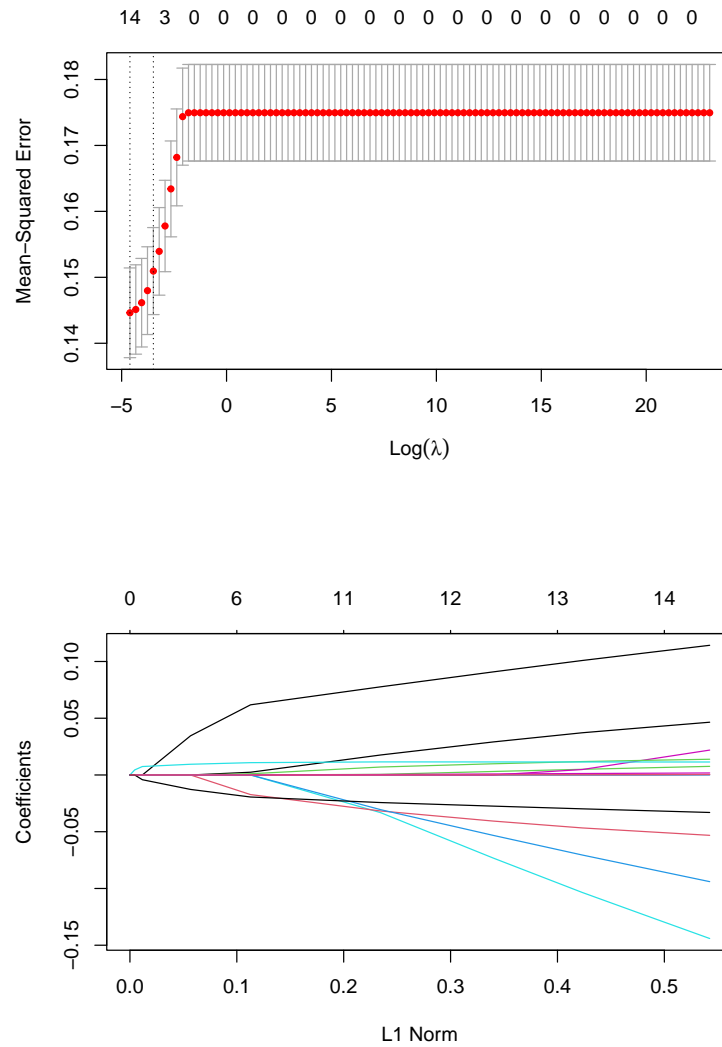 14 3 0 0 0 0 0 0 0 0 0 0 0 0 0 0 0 0 0 0
0.18
0.17
0.16
0.15
0.14
Mean−Squared Error
−5 0 5 10 15 20
Log(λ)
0 6 11 12 13 14
0.10
0.05
−0.05
−0.15
Coefficients
0.0 0.1 0.2 0.3 0.4 0.5
L1 Norm